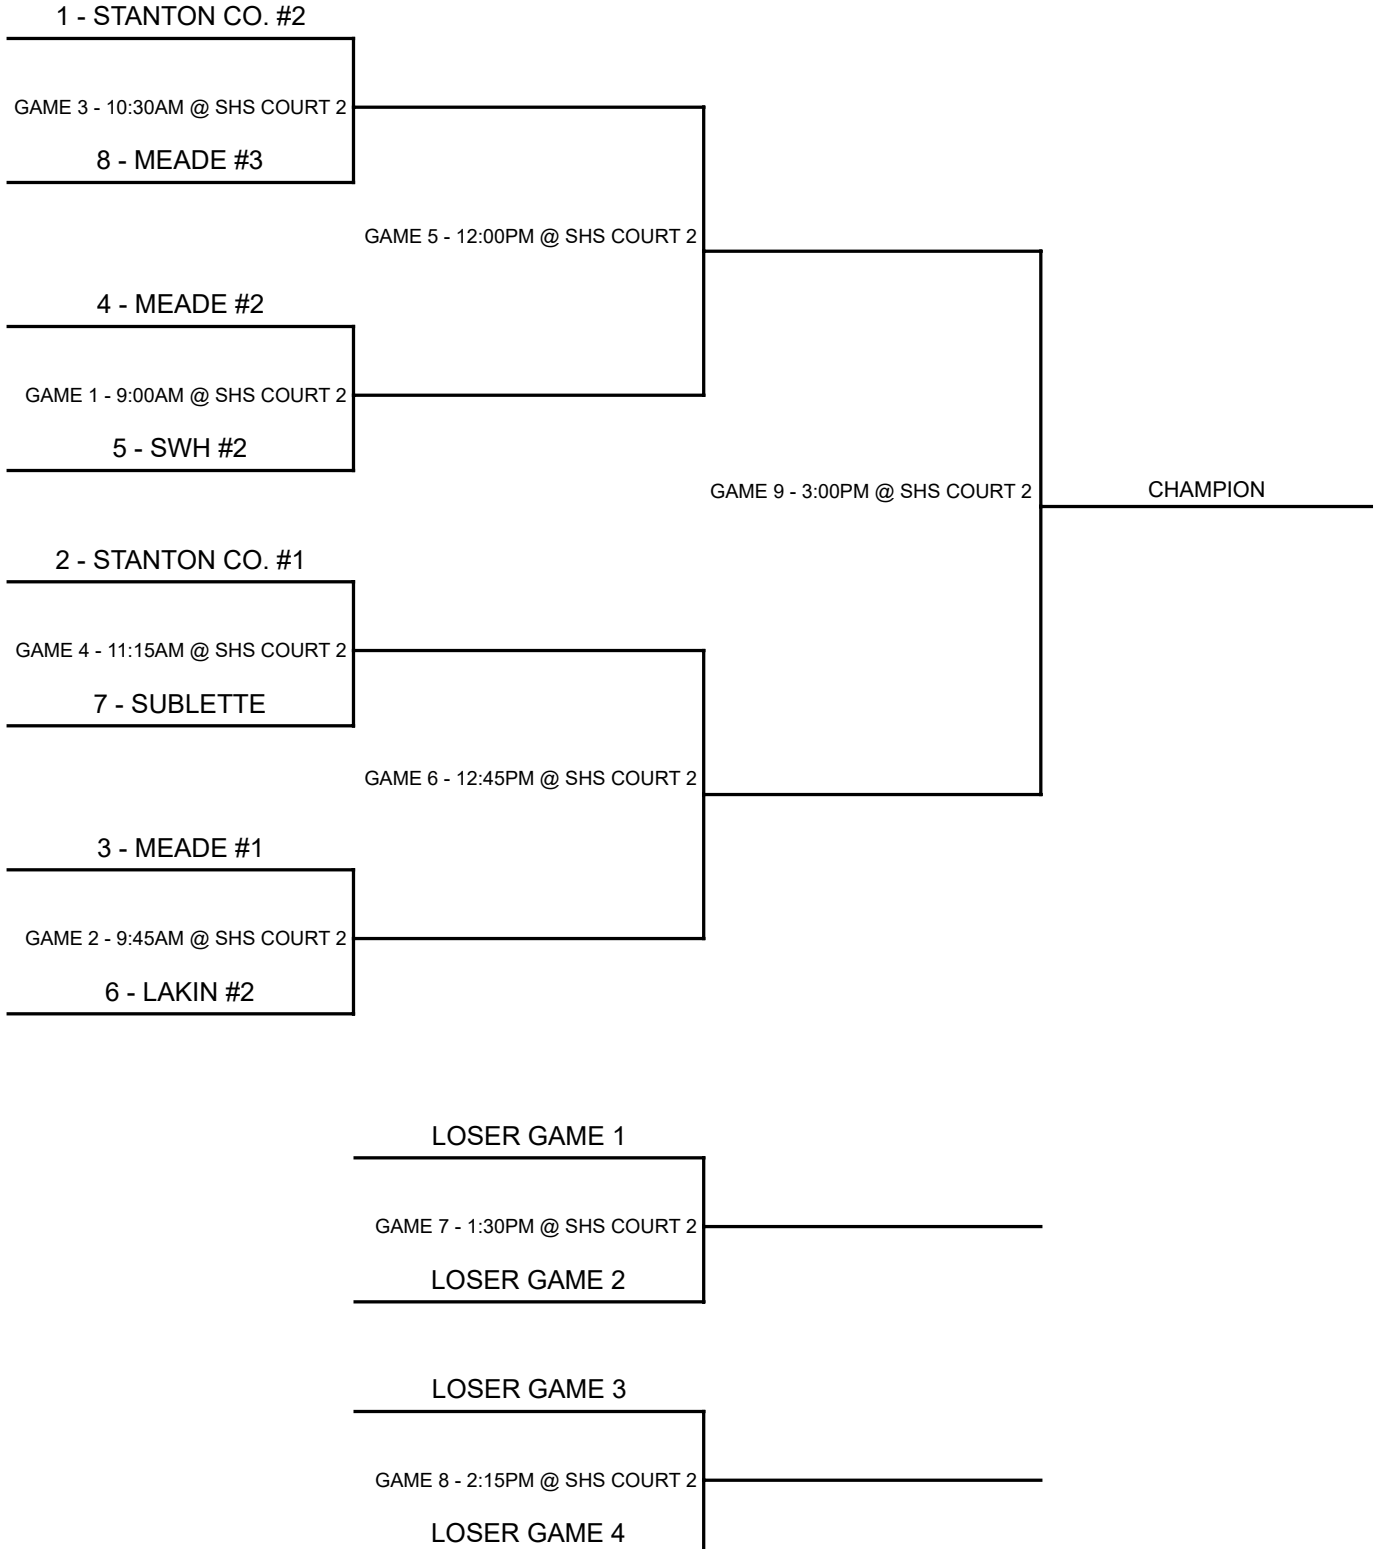 1 - STANTON CO. #2
GAME 3 - 10:30AM @ SHS COURT 2
8 - MEADE #3
GAME 5 - 12:00PM @ SHS COURT 2
4 - MEADE #2
GAME 1 - 9:00AM @ SHS COURT 2
5 - SWH #2
GAME 9 - 3:00PM @ SHS COURT 2
CHAMPION
2 - STANTON CO. #1
GAME 4 - 11:15AM @ SHS COURT 2
7 - SUBLETTE
GAME 6 - 12:45PM @ SHS COURT 2
3 - MEADE #1
GAME 2 - 9:45AM @ SHS COURT 2
6 - LAKIN #2
LOSER GAME 1
GAME 7 - 1:30PM @ SHS COURT 2
LOSER GAME 2
LOSER GAME 3
GAME 8 - 2:15PM @ SHS COURT 2
LOSER GAME 4